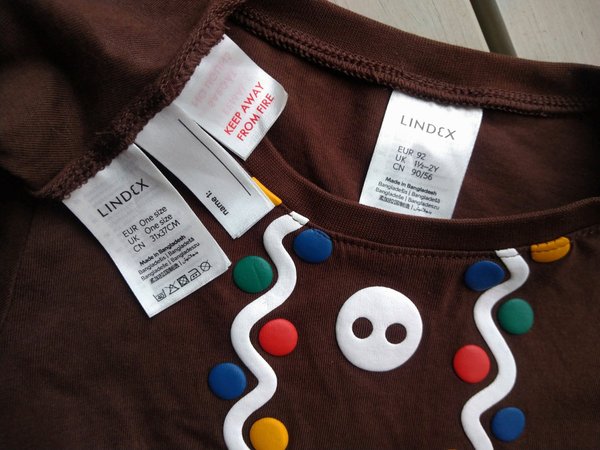 KEEP AWAY
FROM FIRE
name †:
LINDEX
EUR One size
UK One size
CN 31X37CM
Made in Bangladesh
LINDEX
EUR 92
UK 1½-2Y
CN 90/56
Made in Bangladesh